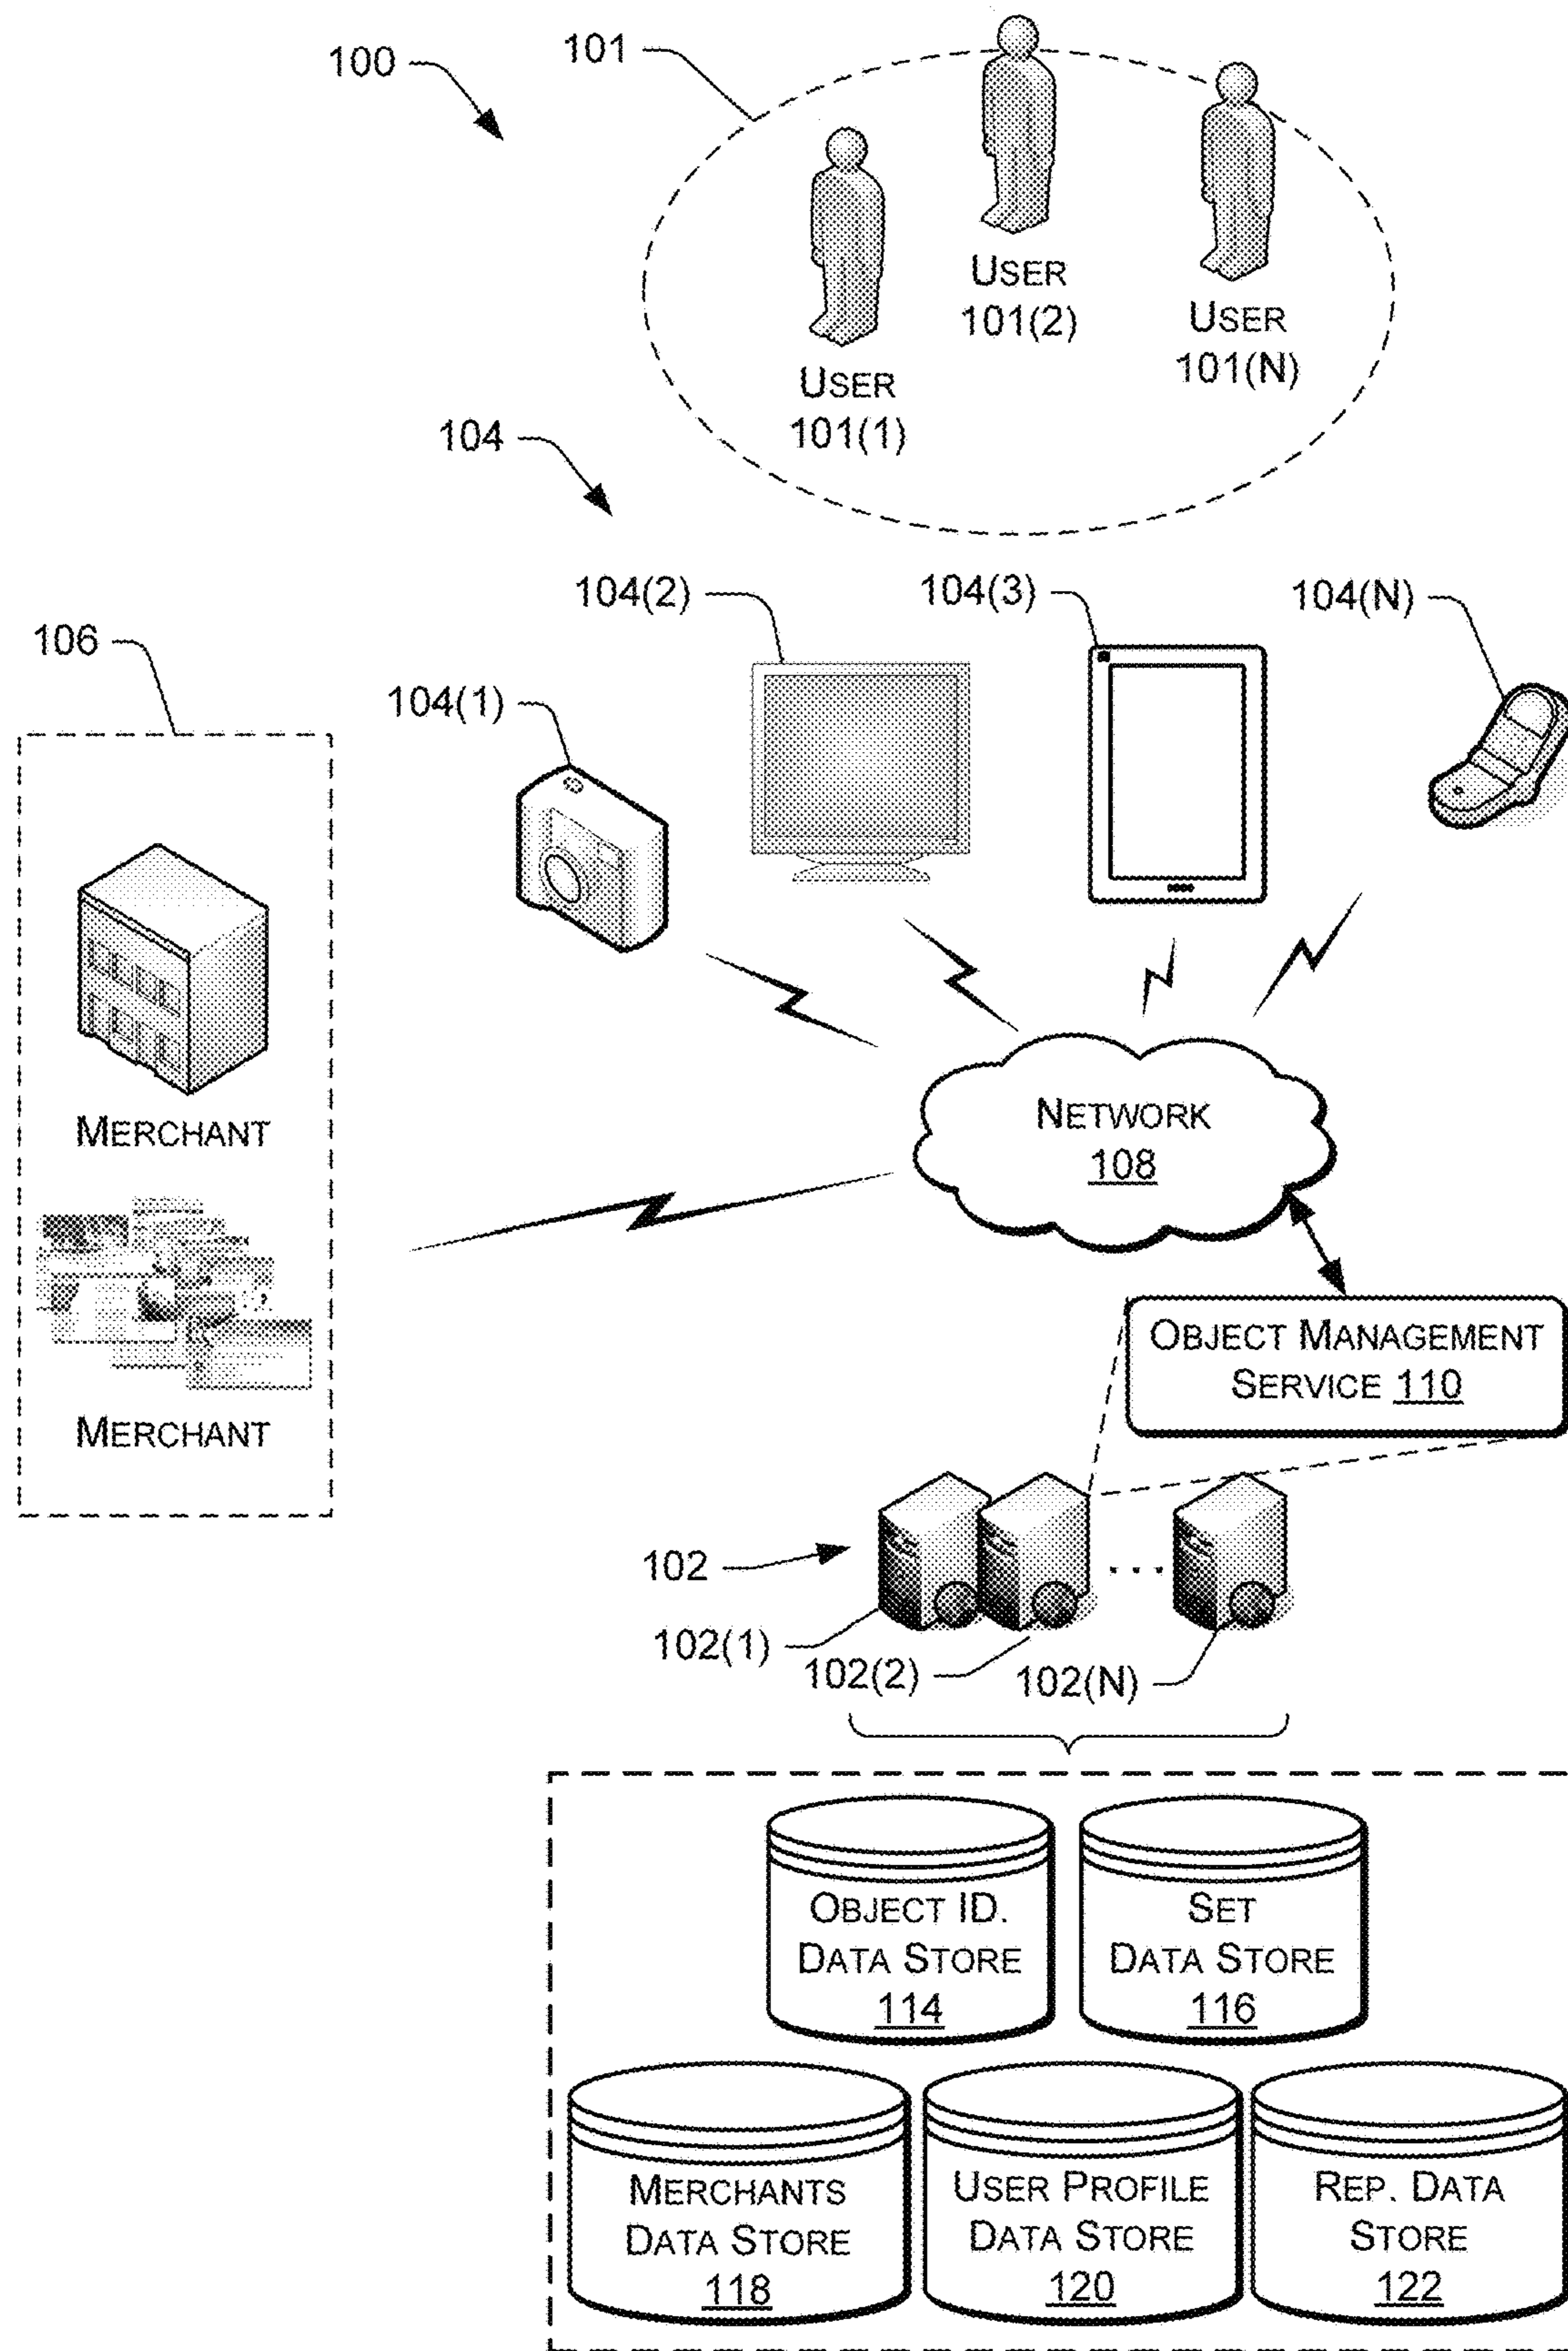 100
101
USER
101(1)
USER
101(2)
USER
101(N)
104
104(1)
104(2)
104(3)
104(N)
106
MERCHANT
MERCHANT
NETWORK
108
OBJECT MANAGEMENT
SERVICE 110
102
102(1)
102(2)
...
102(N)
OBJECT ID.
DATA STORE
114
SET
DATA STORE
116
MERCHANTS
DATA STORE
118
USER PROFILE
DATA STORE
120
REP. DATA
STORE
122